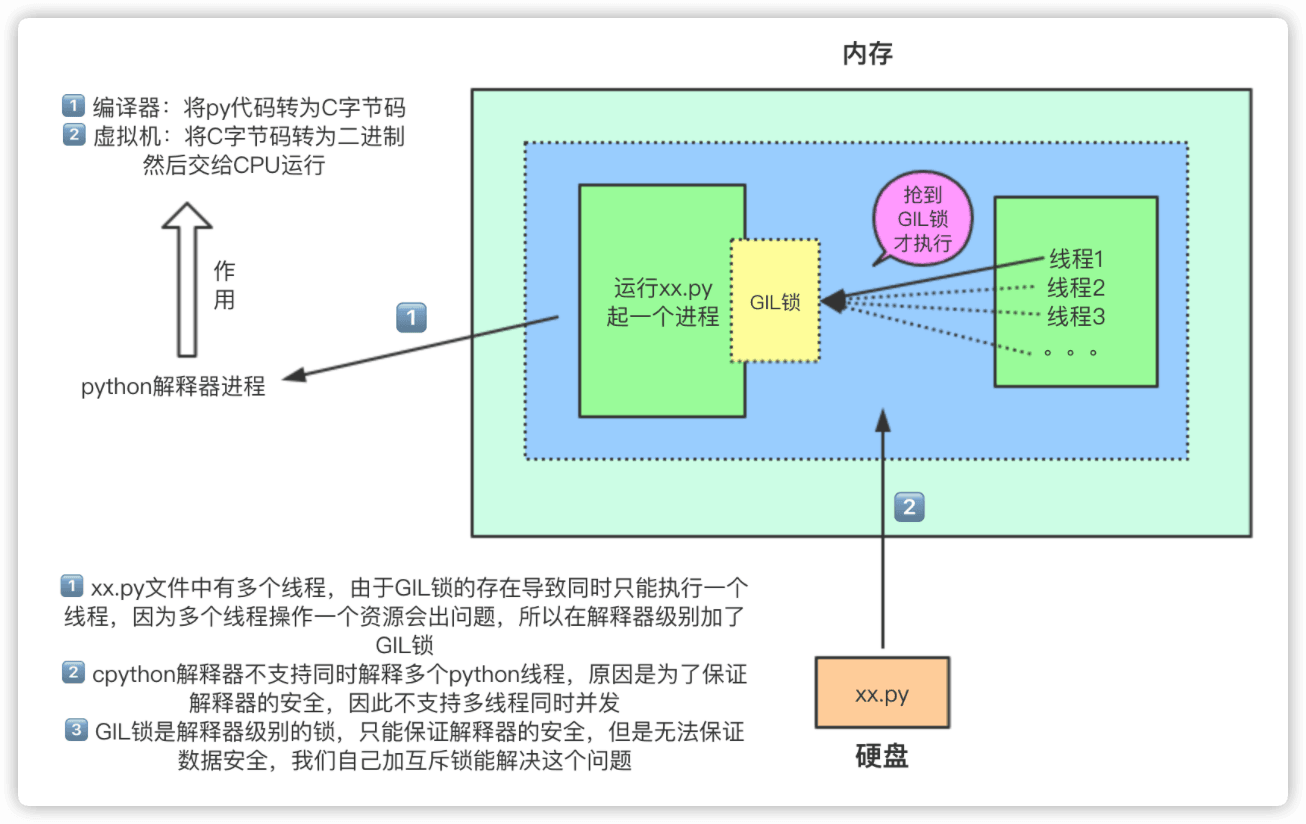 内存
1 编译器：将py代码转为C字节码
2 虚拟机：将C字节码转为二进制
然后交给CPU运行
作
用
python解释器进程
1
运行xx.py
起一个进程
GIL锁
抢到
GIL锁
才执行
线程1
线程2
线程3
。。。
2
xx.py
硬盘
1 xx.py文件中有多个线程，由于GIL锁的存在导致同时只能执行一个
线程，因为多个线程操作一个资源会出问题，所以在解释器级别加了
GIL锁
2 cpython解释器不支持同时解释多个python线程，原因是为了保证
解释器的安全，因此不支持多线程同时并发
3 GIL锁是解释器级别的锁，只能保证解释器的安全，但是无法保证
数据安全，我们自己加互斥锁能解决这个问题